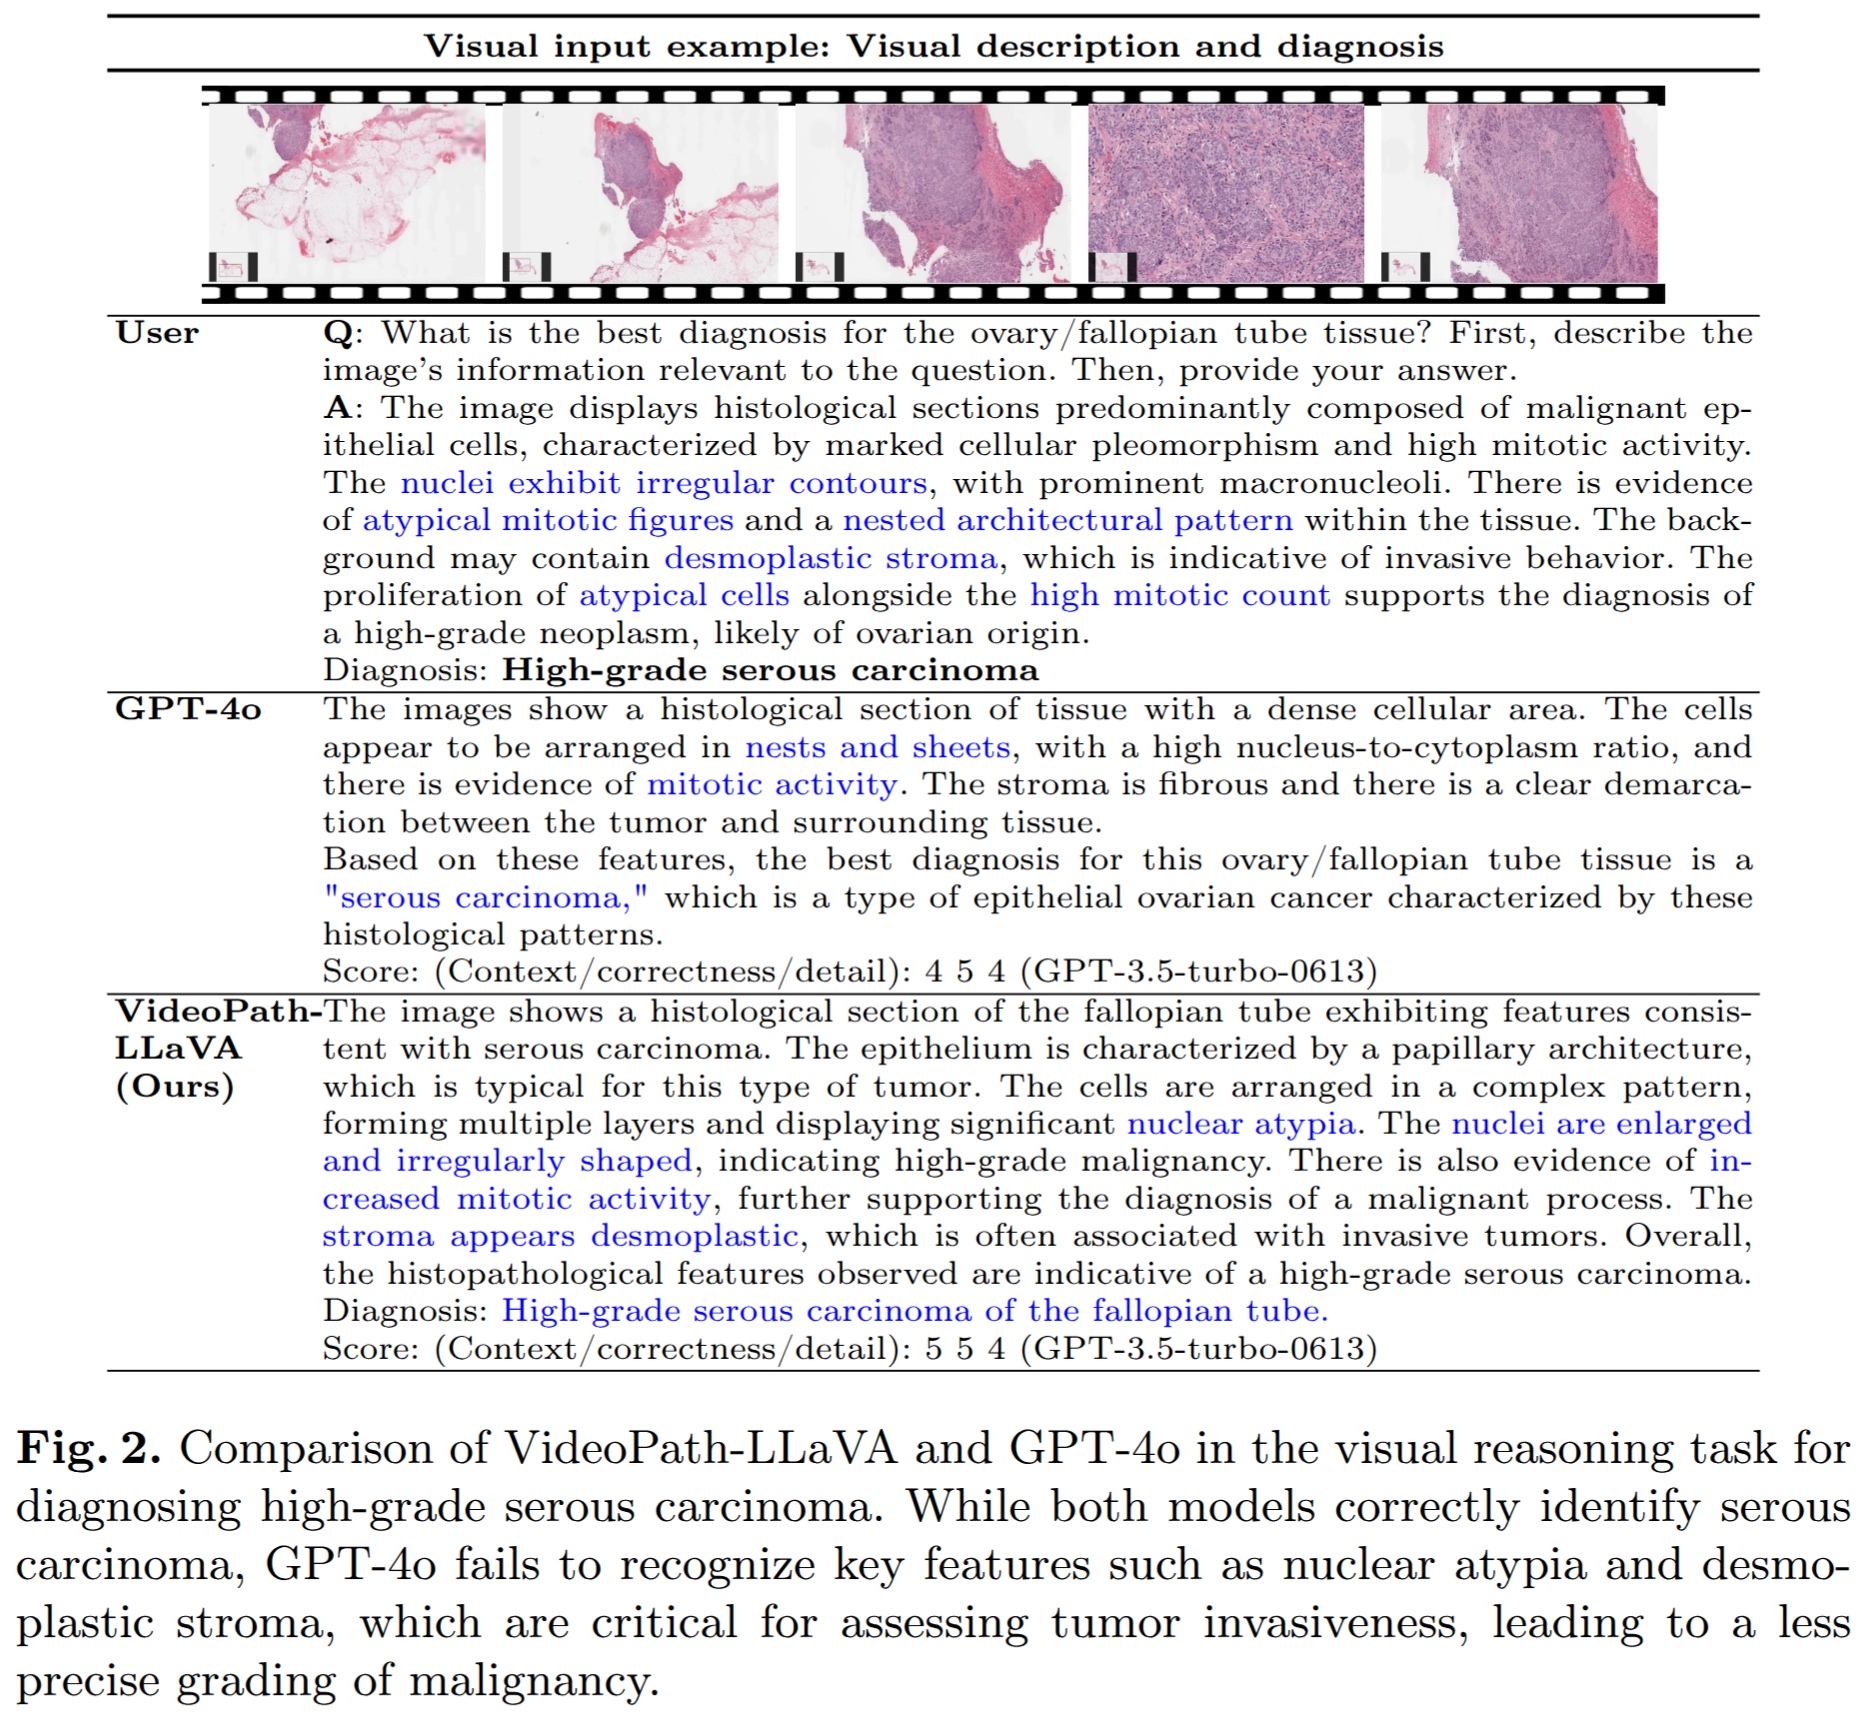 Visual input example: Visual description and diagnosis
User
Q: What is the best diagnosis for the ovary/fallopian tube tissue? First, describe the
image's information relevant to the question. Then, provide your answer.
A: The image displays histological sections predominantly composed of malignant ep-
ithelial cells, characterized by marked cellular pleomorphism and high mitotic activity.
The nuclei exhibit irregular contours, with prominent macronucleoli. There is evidence
of atypical mitotic figures and a nested architectural pattern within the tissue. The back-
ground may contain desmoplastic stroma, which is indicative of invasive behavior. The
proliferation of atypical cells alongside the high mitotic count supports the diagnosis of
a high-grade neoplasm, likely of ovarian origin.
Diagnosis: High-grade serous carcinoma
GPT-4o
The images show a histological section of tissue with a dense cellular area. The cells
appear to be arranged in nests and sheets, with a high nucleus-to-cytoplasm ratio, and
there is evidence of mitotic activity. The stroma is fibrous and there is a clear demarca-
tion between the tumor and surrounding tissue.
Based on these features, the best diagnosis for this ovary/fallopian tube tissue is a
"serous carcinoma," which is a type of epithelial ovarian cancer characterized by these
histological patterns.
Score: (Context/correctness/detail): 4 5 4 (GPT-3.5-turbo-0613)
VideoPath-
LLaVA
(Ours)
The image shows a histological section of the fallopian tube exhibiting features consis-
tent with serous carcinoma. The epithelium is characterized by a papillary architecture,
which is typical for this type of tumor. The cells are arranged in a complex pattern,
forming multiple layers and displaying significant nuclear atypia. The nuclei are enlarged
and irregularly shaped, indicating high-grade malignancy. There is also evidence of in-
creased mitotic activity, further supporting the diagnosis of a malignant process. The
stroma appears desmoplastic, which is often associated with invasive tumors. Overall,
the histopathological features observed are indicative of a high-grade serous carcinoma.
Diagnosis: High-grade serous carcinoma of the fallopian tube.
Score: (Context/correctness/detail): 5 5 4 (GPT-3.5-turbo-0613)
Fig. 2. Comparison of VideoPath-LLaVA and GPT-4o in the visual reasoning task for
diagnosing high-grade serous carcinoma. While both models correctly identify serous
carcinoma, GPT-4o fails to recognize key features such as nuclear atypia and desmo-
plastic stroma, which are critical for assessing tumor invasiveness, leading to a less
precise grading of malignancy.